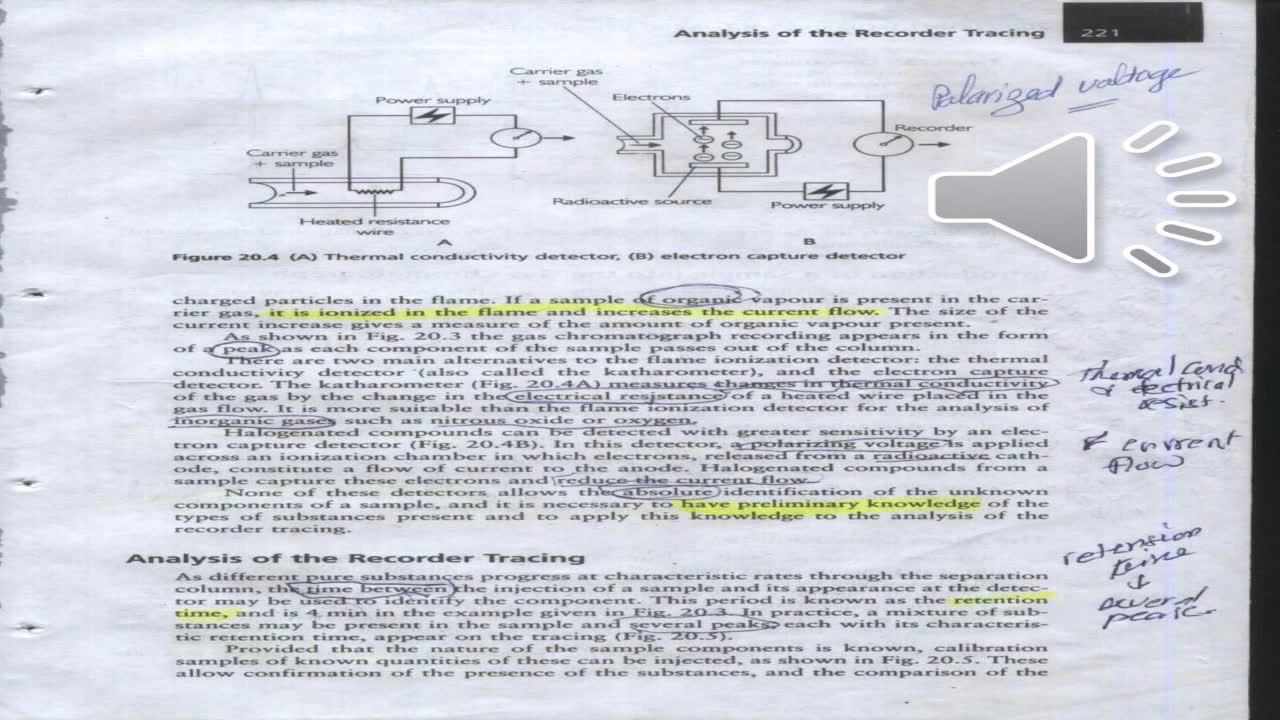 Analysis of the Recorder Tracing
221
Polarized voltage
Carrier gas
+ sample
Power supply
Carrier gas
+ sample
Heated resistance
wire
A
Electrons
Recorder
Radioactive source
Power supply
B
Figure 20.4 (A) Thermal conductivity detector, (B) electron capture detector
charged particles in the flame. If a sample of organic vapour is present in the car-
rier gas, it is ionized in the flame and increases the current flow. The size of the
current increase gives a measure of the amount of organic vapour present.
As shown in Fig. 20.3 the gas chromatograph recording appears in the form
of a peak as each component of the sample passes out of the column.
There are two main alternatives to the flame ionization detector: the thermal
conductivity detector (also called the katharometer), and the electron capture
detector. The katharometer (Fig. 20.4A) measures changes in thermal conductivity
of the gas by the change in the electrical resistance of a heated wire placed in the
gas flow. It is more suitable than the flame ionization detector for the analysis of
inorganic gases such as nitrous oxide or oxygen.
Halogenated compounds can be detected with greater sensitivity by an elec-
tron capture detector (Fig. 20.4B). In this detector, a polarizing voltage is applied
across an ionization chamber in which electrons, released from a radioactive cath-
ode, constitute a flow of current to the anode. Halogenated compounds from a
sample capture these electrons and reduce the current flow.
None of these detectors allows the absolute identification of the unknown
components of a sample, and it is necessary to have preliminary knowledge of the
types of substances present and to apply this knowledge to the analysis of the
recorder tracing.
Thermal cond
electrical
resist.
current
flow
Analysis of the Recorder Tracing
As different pure substances progress at characteristic rates through the separation
column, the time between the injection of a sample and its appearance at the detec-
tor may be used to identify the component. This period is known as the retention
time, and is 4 min in the example given in Fig. 20.3. In practice, a mixture of sub-
stances may be present in the sample and several peaks, each with its characteris-
tic retention time, appear on the tracing (Fig. 20.5).
Provided that the nature of the sample components is known, calibration
samples of known quantities of these can be injected, as shown in Fig. 20.5. These
allow confirmation of the presence of the substances, and the comparison of the
retension
time
↓
several
peaks